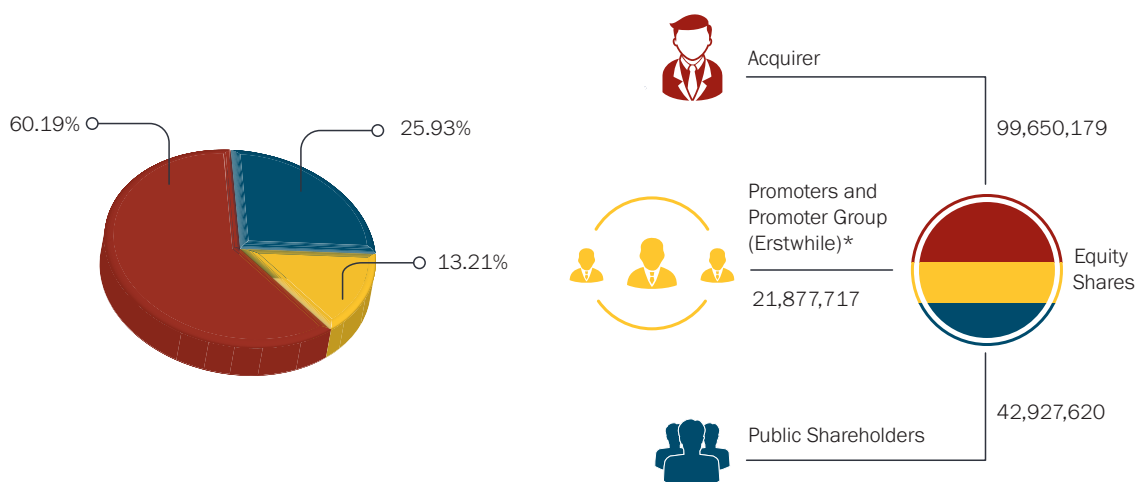 60.19%
25.93%
13.21%
Acquirer
99,650,179
Promoters and
Promoter Group
(Erstwhile)*
21,877,717
Equity
Shares
42,927,620
Public Shareholders